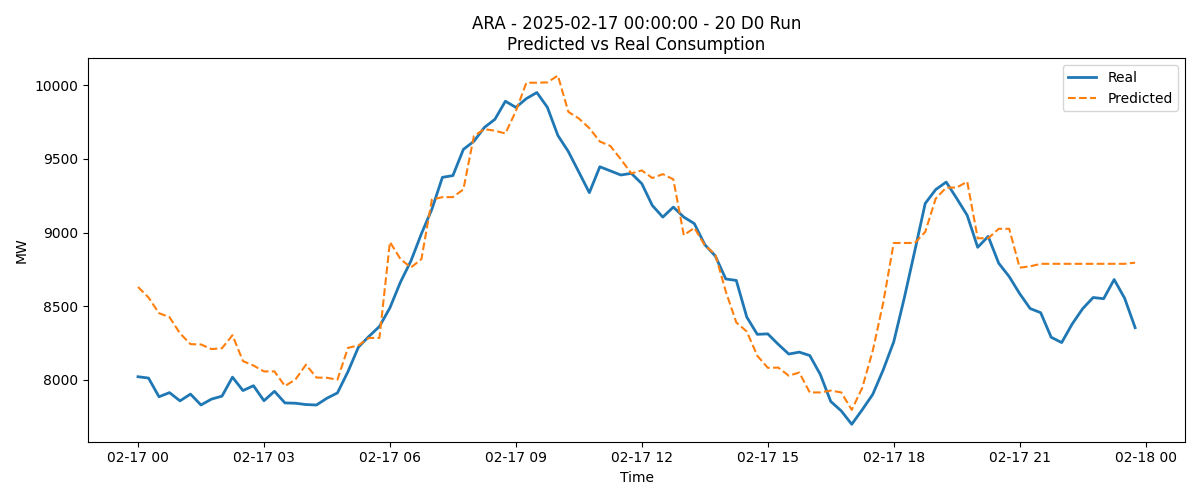 ARA - 2025-02-17 00:00:00 - 20 D0 Run
Predicted vs Real Consumption
Real
Predicted
MW
10000
9500
9000
8500
8000
02-17 00
02-17 03
02-17 06
02-17 09
02-17 12
02-17 15
02-17 18
02-17 21
02-18 00
Time